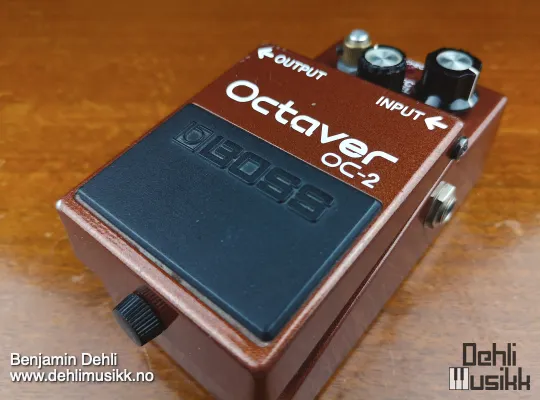 OUTPUT
INPUT
Octaver
OC-2
BOSS
Benjamin Dehli
www.dehlimusikk.no
Dehli
Musikk